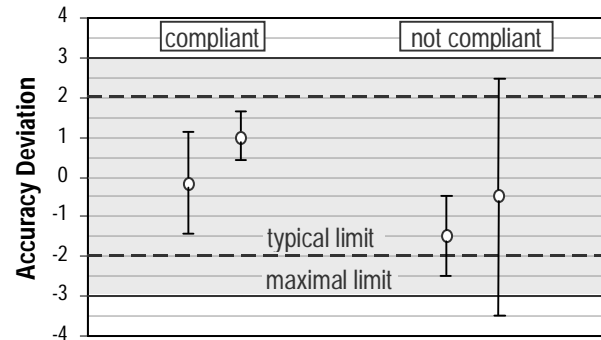 4
compliant
not compliant
3
2
1
0
-1
typical limit
-2
maximal limit
-3
-4
Accuracy Deviation